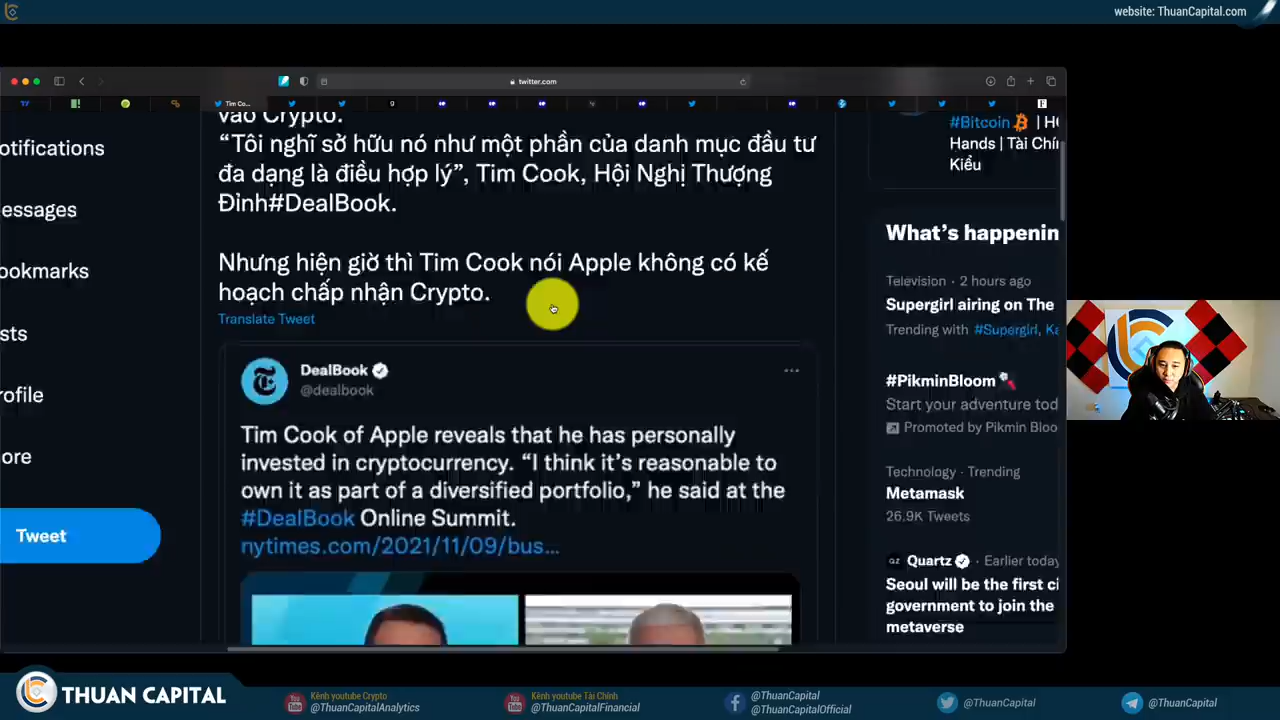 website: ThuanCapital.com
twitter.com
Tim Co...
vào Crypto.
“Tôi nghĩ sở hữu nó như một phần của danh mục đầu tư
đa dạng là điều hợp lý”, Tim Cook, Hội Nghị Thượng
Đỉnh#DealBook.
Nhưng hiện giờ thì Tim Cook nói Apple không có kế
hoạch chấp nhận Crypto.
Translate Tweet
DealBook
@dealbook
Tim Cook of Apple reveals that he has personally
invested in cryptocurrency. “I think it’s reasonable to
own it as part of a diversified portfolio,” he said at the
#DealBook Online Summit.
nytimes.com/2021/11/09/bus...
otifications
essages
ookmarks
sts
rofile
ore
Tweet
#Bitcoin | HO
Hands | Tài Chín
Kiểu
What’s happenin
Television · 2 hours ago
Supergirl airing on The
Trending with #Supergirl, Ka
#PikminBloom
Start your adventure tod
Promoted by Pikmin Bloo
Technology · Trending
Metamask
26.9K Tweets
Quartz · Earlier today
Seoul will be the first ci
government to join the
metaverse
THUAN CAPITAL
Kênh youtube Crypto
@ThuanCapitalAnalytics
Kênh youtube Tài Chính
@ThuanCapitalFinancial
@ThuanCapital
@ThuanCapitalOfficial
@ThuanCapital
@ThuanCapital